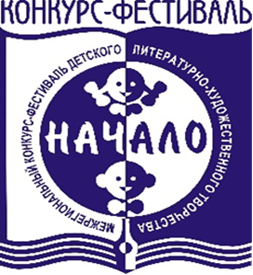 КОНКУРС-ФЕСТИВАЛЬ
МЕЖРЕГИОНАЛЬНЫЙ КОНКУРС-ФЕСТИВАЛЬ ДЕТСКОГО
ЛИТЕРАТУРНО-ХУДОЖЕСТВЕННОГО ТВОРЧЕСТВА
НАЧАЛО